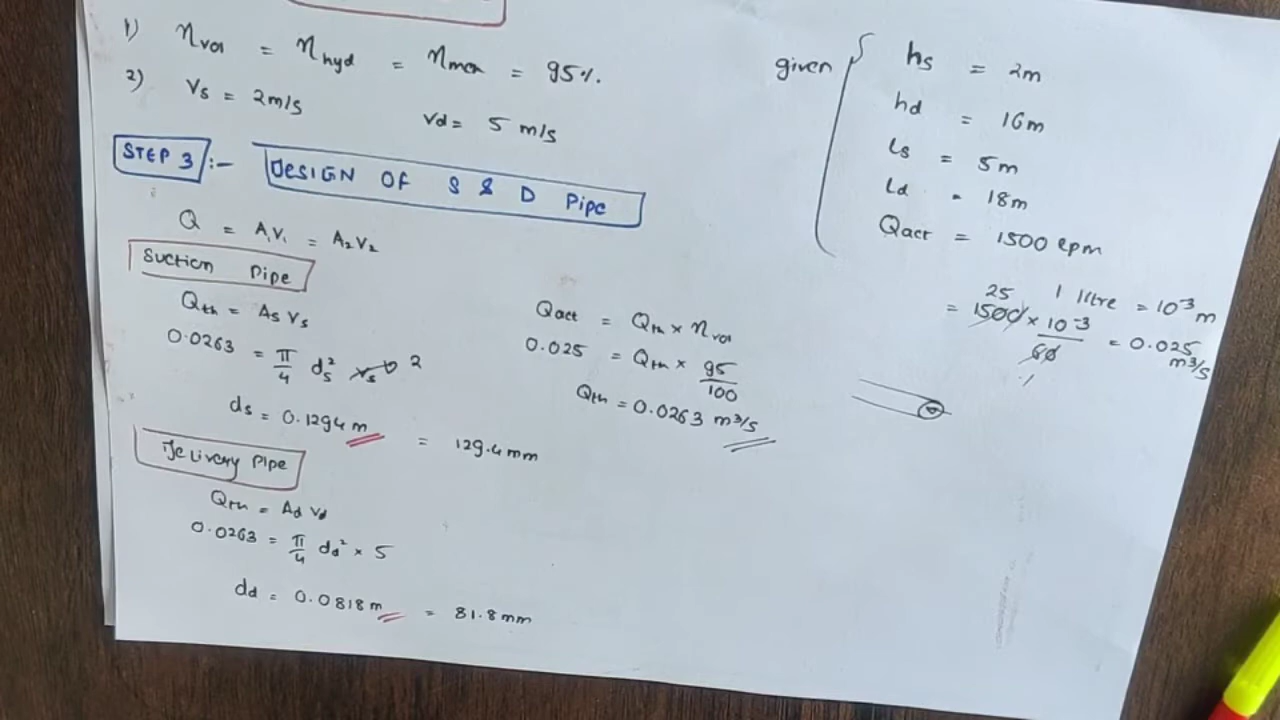 1) ηvol = ηhyd = ηmen = 95%.
2) Vs = 2m/s Vd = 5 m/s
given
hs = 2m
hd = 16m
ls = 5m
ld = 18m
Qact = 1500 lpm
1 litre = 10⁻³ m
= 1500 × 10⁻³ / 60 = 0.025 m³/s
25
STEP 3 :- DESIGN OF S & D Pipe
Q = A₁V₁ = A₂V₂
Suction Pipe
Qth = As Vs
0.0263 = π/4 ds² 2
ds = 0.1294 m = 129.4 mm
Qact = Qth × ηvol
0.025 = Qth × 95/100
Qth = 0.0263 m³/s
Delivery Pipe
Qth = Ad Vd
0.0263 = π/4 dd² × 5
dd = 0.0818 m = 81.8 mm